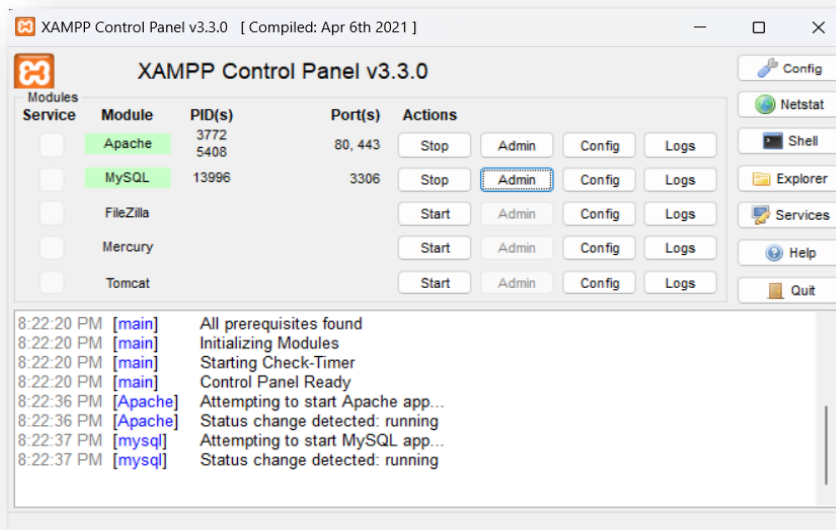 XAMPP Control Panel v3.3.0 [ Compiled: Apr 6th 2021 ]
XAMPP Control Panel v3.3.0
Config
Modules
Service Module PID(s) Port(s) Actions
Netstat
Apache 3772 5408 80, 443 Stop Admin Config Logs
Shell
MySQL 13996 3306 Stop Admin Config Logs
Explorer
FileZilla Start Admin Config Logs
Services
Mercury Start Admin Config Logs
Help
Tomcat Start Admin Config Logs
Quit
8:22:20 PM [main] All prerequisites found
8:22:20 PM [main] Initializing Modules
8:22:20 PM [main] Starting Check-Timer
8:22:20 PM [main] Control Panel Ready
8:22:36 PM [Apache] Attempting to start Apache app...
8:22:36 PM [Apache] Status change detected: running
8:22:37 PM [mysql] Attempting to start MySQL app...
8:22:37 PM [mysql] Status change detected: running